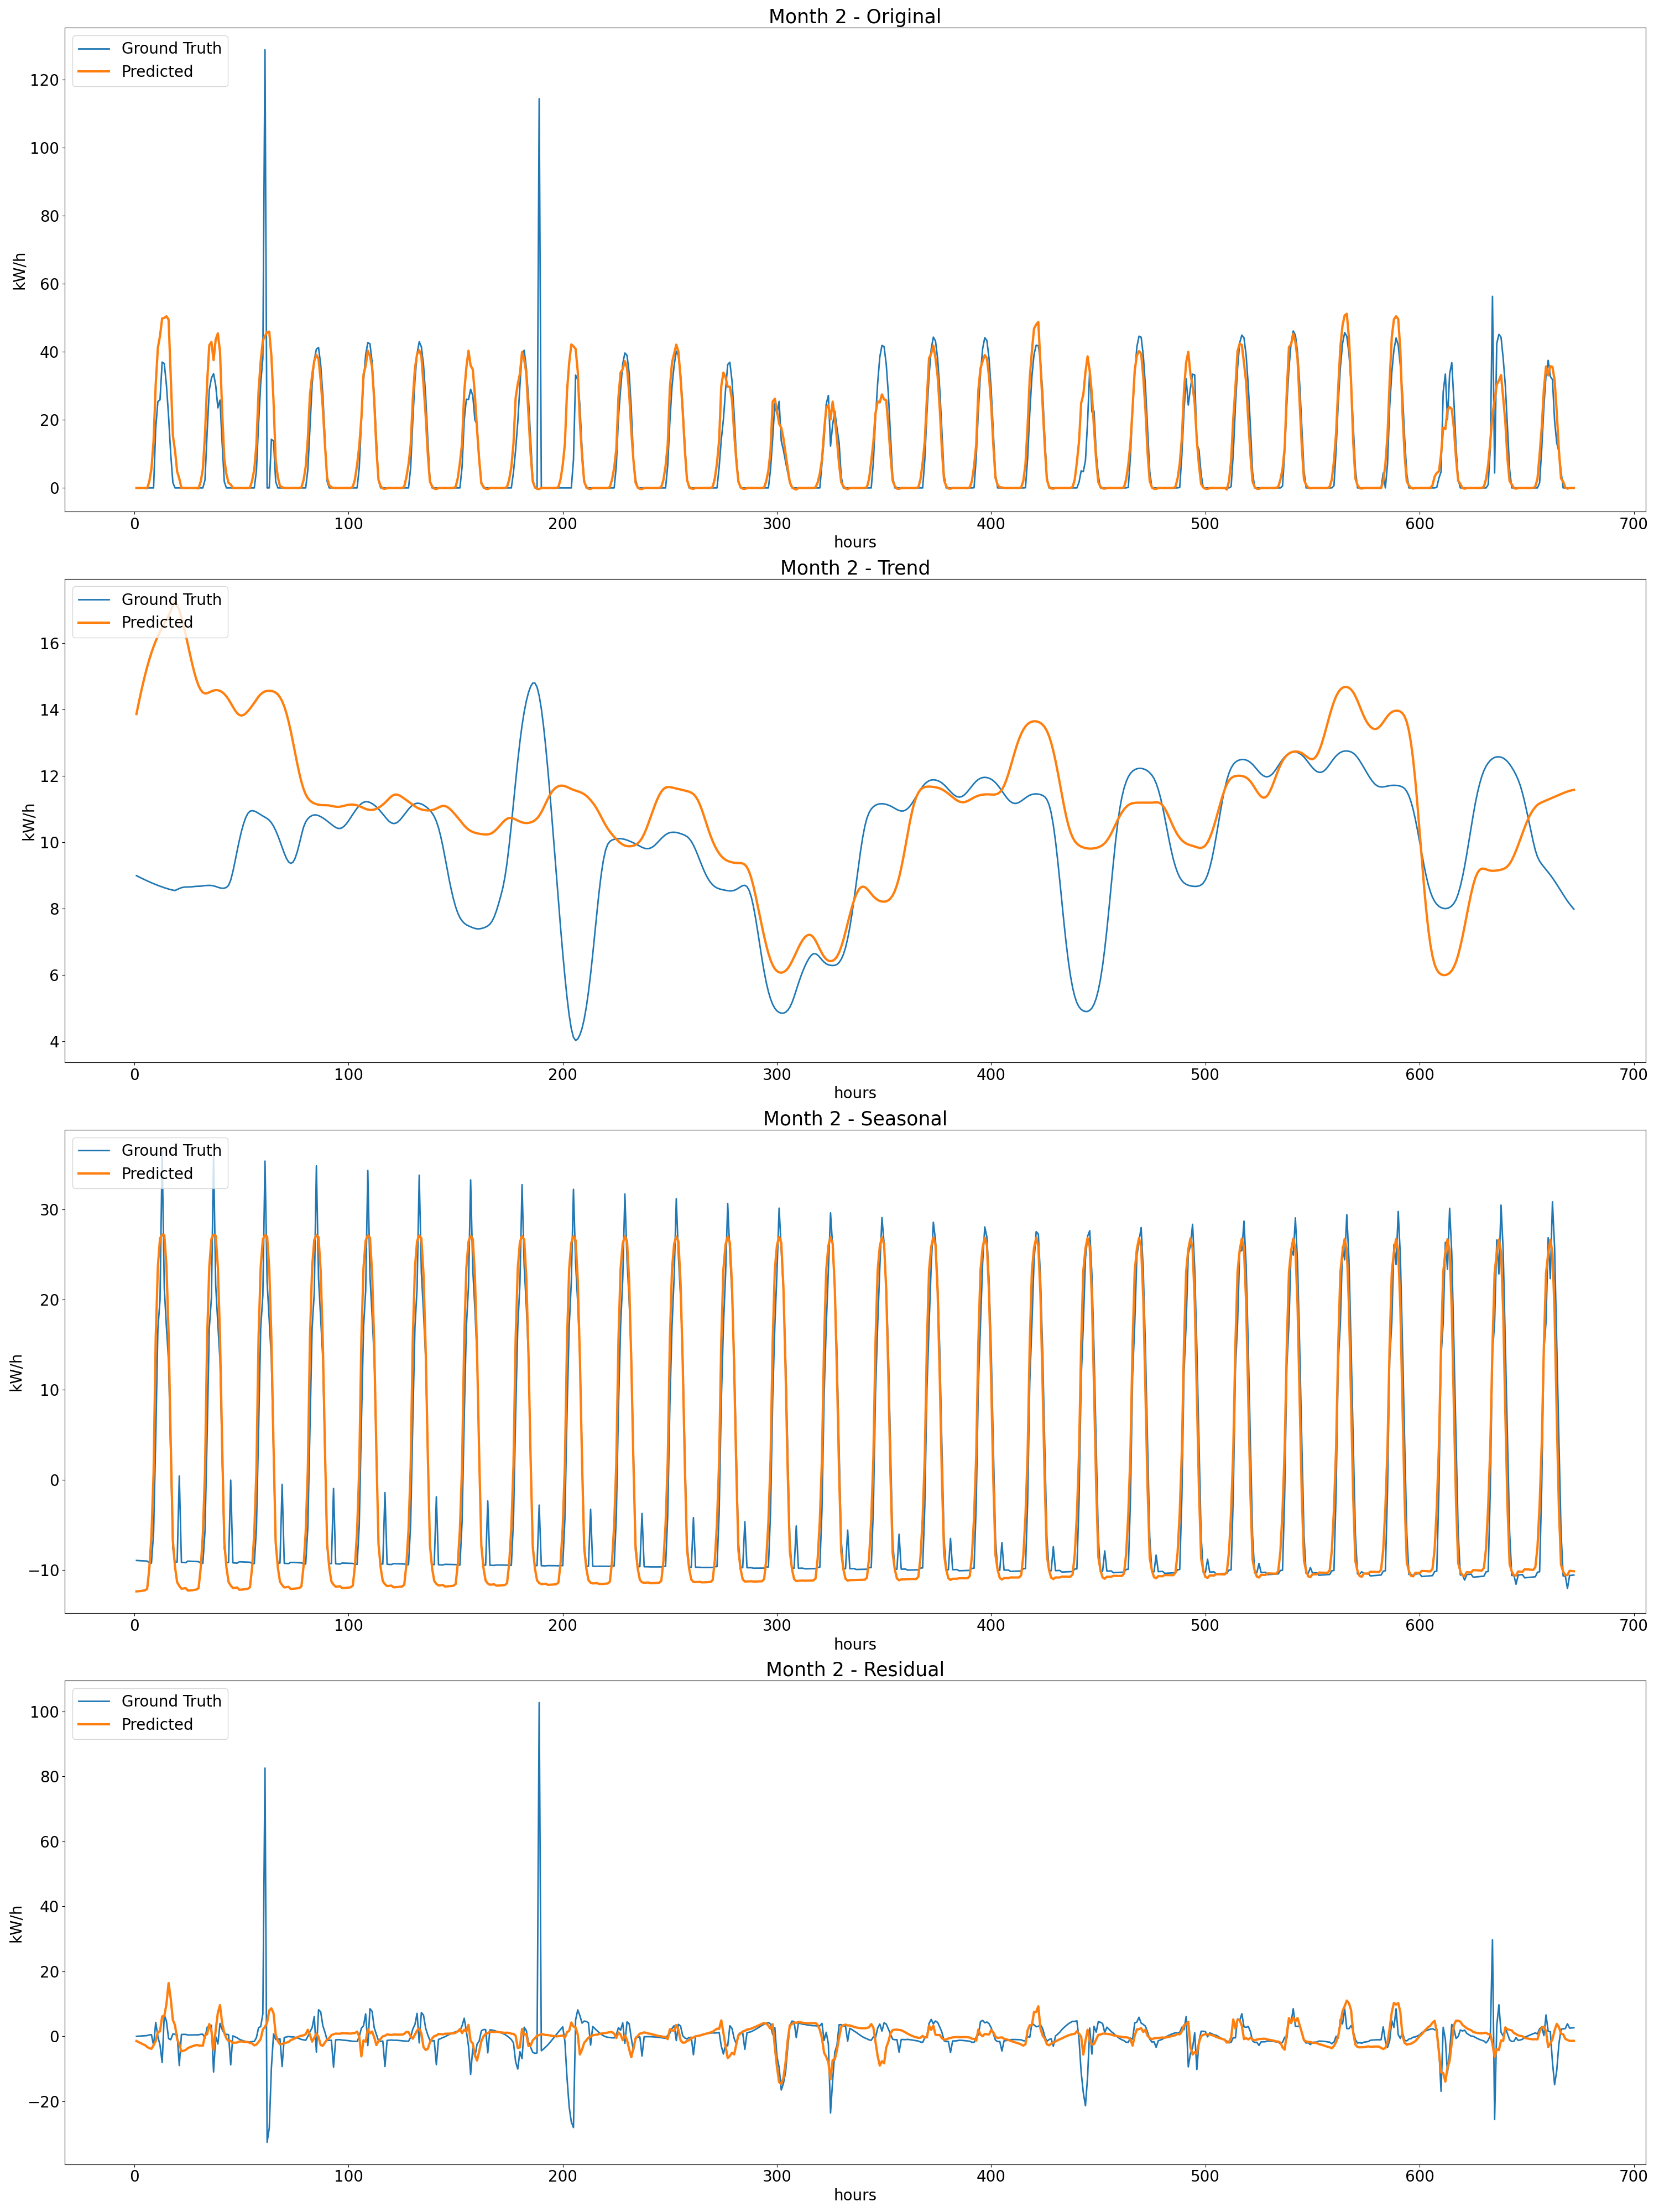 Month 2 - Original
Ground Truth
Predicted
120
100
80
60
40
20
0
kW/h
0 100 200 300 400 500 600 700
hours
Month 2 - Trend
Ground Truth
Predicted
16
14
12
10
8
6
4
kW/h
0 100 200 300 400 500 600 700
hours
Month 2 - Seasonal
Ground Truth
Predicted
30
20
10
0
−10
kW/h
0 100 200 300 400 500 600 700
hours
Month 2 - Residual
Ground Truth
Predicted
100
80
60
40
20
0
−20
kW/h
0 100 200 300 400 500 600 700
hours